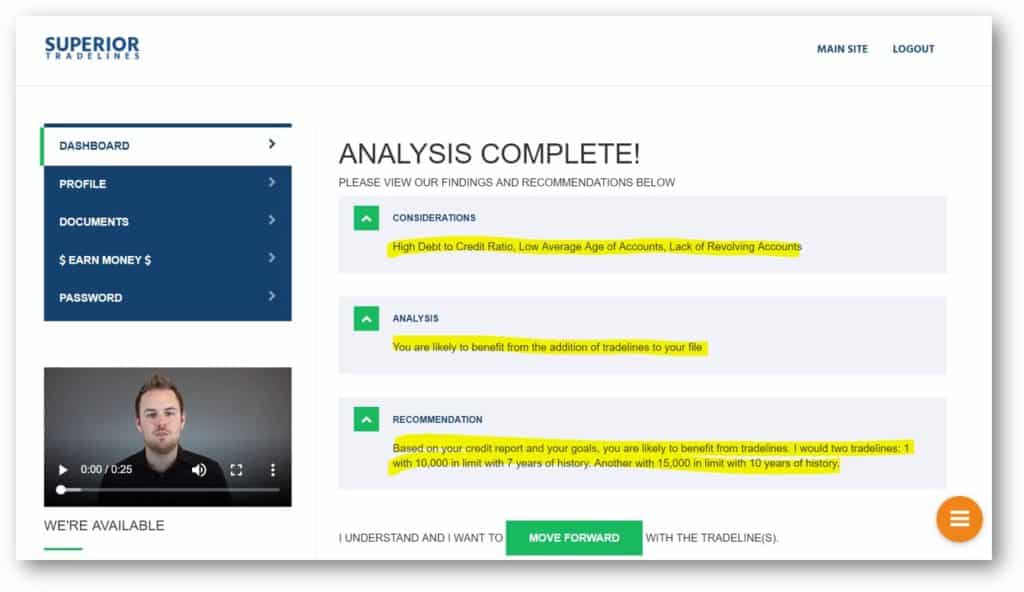 SUPERIOR
TRADELINES
MAIN SITE
LOGOUT
DASHBOARD
PROFILE
DOCUMENTS
$ EARN MONEY $
PASSWORD
0:00 / 0:25
WE'RE AVAILABLE
ANALYSIS COMPLETE!
PLEASE VIEW OUR FINDINGS AND RECOMMENDATIONS BELOW
CONSIDERATIONS
High Debt to Credit Ratio, Low Average Age of Accounts, Lack of Revolving Accounts
ANALYSIS
You are likely to benefit from the addition of tradelines to your file
RECOMMENDATION
Based on your credit report and your goals, you are likely to benefit from tradelines. I would two tradelines: 1
with 10,000 in limit with 7 years of history. Another with 15,000 in limit with 10 years of history.
I UNDERSTAND AND I WANT TO MOVE FORWARD WITH THE TRADELINE(S).